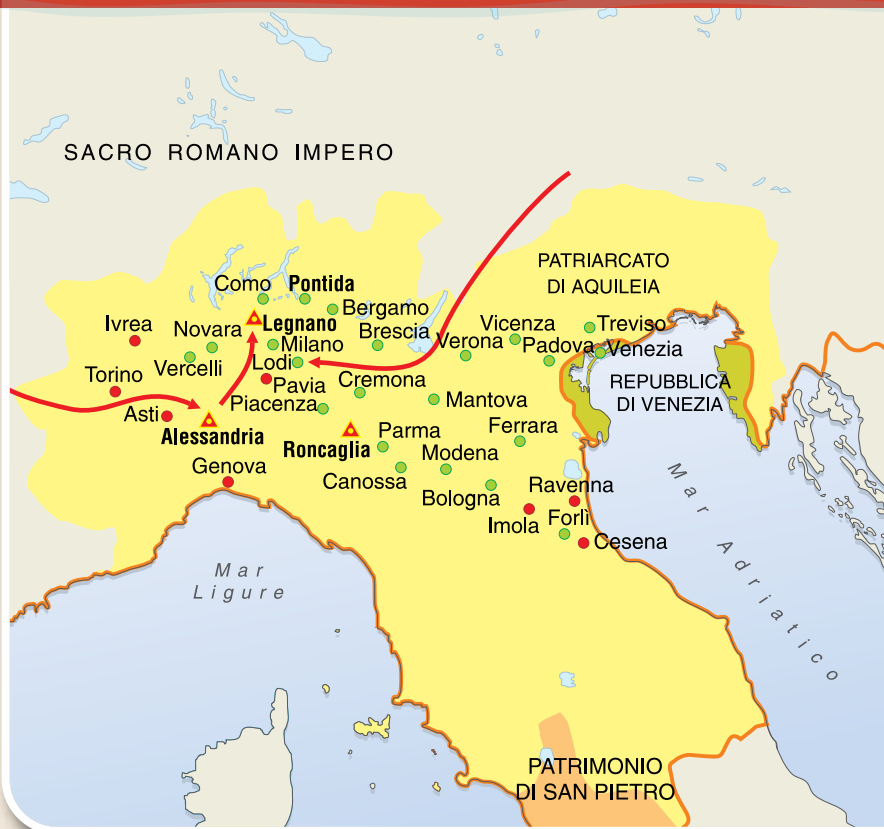 SACRO ROMANO IMPERO
PATRIARCATO
DI AQUILEIA
Como
Pontida
Bergamo
Ivrea
Novara
Legnano
Brescia
Vicenza
Treviso
Milano
Verona
Padova
Venezia
Vercelli
Lodi
Torino
Pavia
Cremona
REPUBBLICA
DI VENEZIA
Asti
Piacenza
Mantova
Alessandria
Roncaglia
Parma
Ferrara
Genova
Canossa
Modena
Bologna
Ravenna
Imola
Forlì
Cesena
Mar
Ligure
Mar Adriatico
PATRIMONIO
DI SAN PIETRO